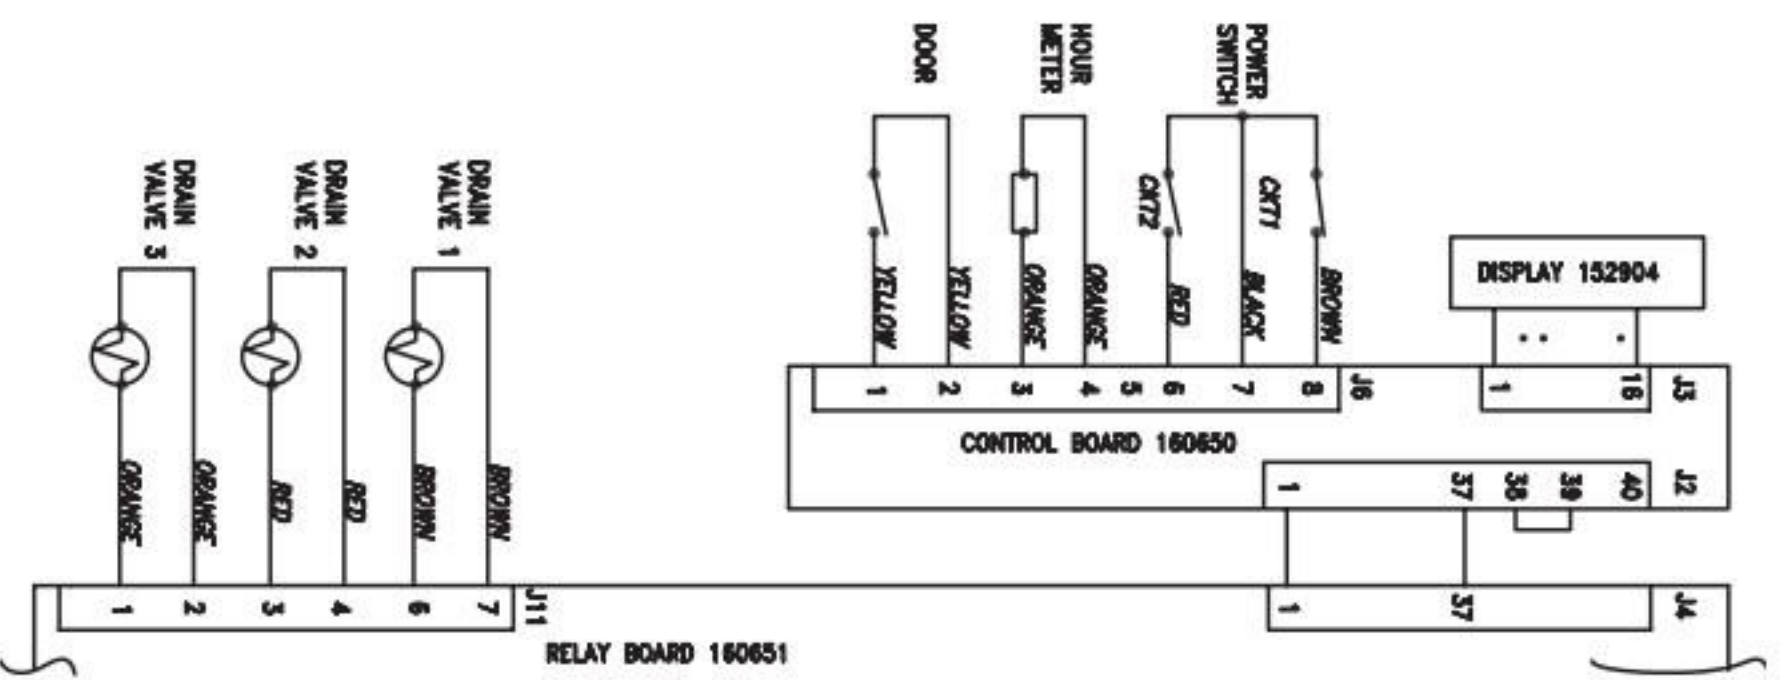 DOOR
HOUR
METER
POWER
SWITCH
DRAIN
VALVE 3
DRAIN
VALVE 2
DRAIN
VALVE 1
CKT2
CKT1
YELLOW
YELLOW
ORANGE
ORANGE
RED
BLACK
BROWN
DISPLAY 152904
1 2 3 4 5 6 7 8 J6
1 16 J3
CONTROL BOARD 160650
1 37 38 39 40 J2
ORANGE
ORANGE
RED
RED
BROWN
BROWN
1 2 3 4 6 7 J11
1 37 J4
RELAY BOARD 160651